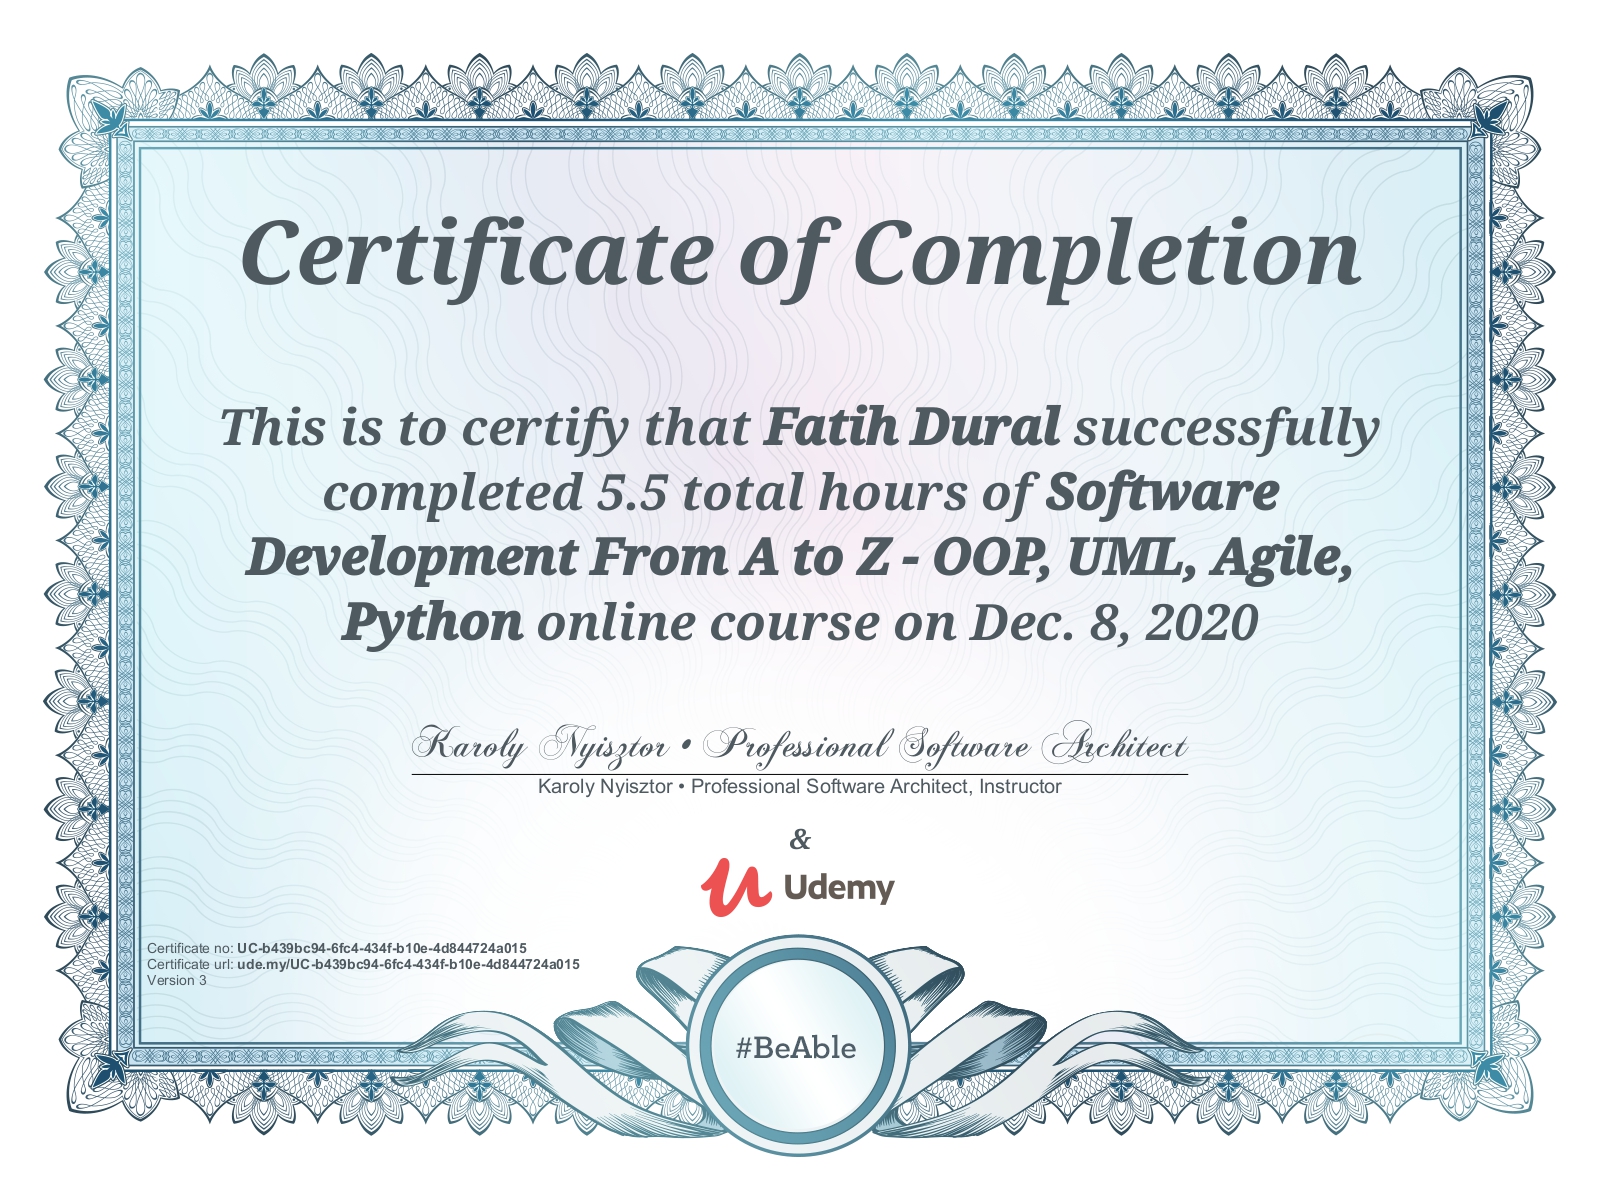 Certificate of Completion
This is to certify that Fatih Dural successfully
completed 5.5 total hours of Software
Development From A to Z - OOP, UML, Agile,
Python online course on Dec. 8, 2020
Karoly Nyisztor • Professional Software Architect
Karoly Nyisztor • Professional Software Architect, Instructor
&
Udemy
Certificate no: UC-b439bc94-6fc4-434f-b10e-4d844724a015
Certificate url: ude.my/UC-b439bc94-6fc4-434f-b10e-4d844724a015
Version 3
#BeAble